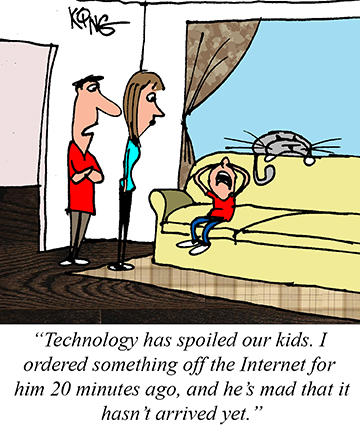 “Technology has spoiled our kids. I
ordered something off the Internet for
him 20 minutes ago, and he’s mad that it
hasn’t arrived yet.”